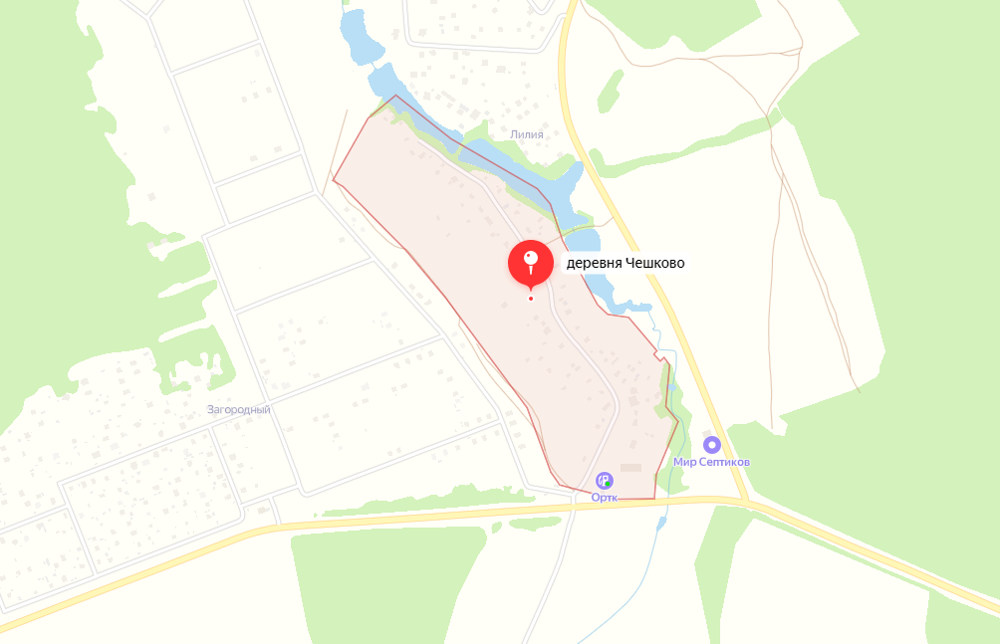 Лилия
деревня Чешково
Загородный
Мир Септиков
Ортк